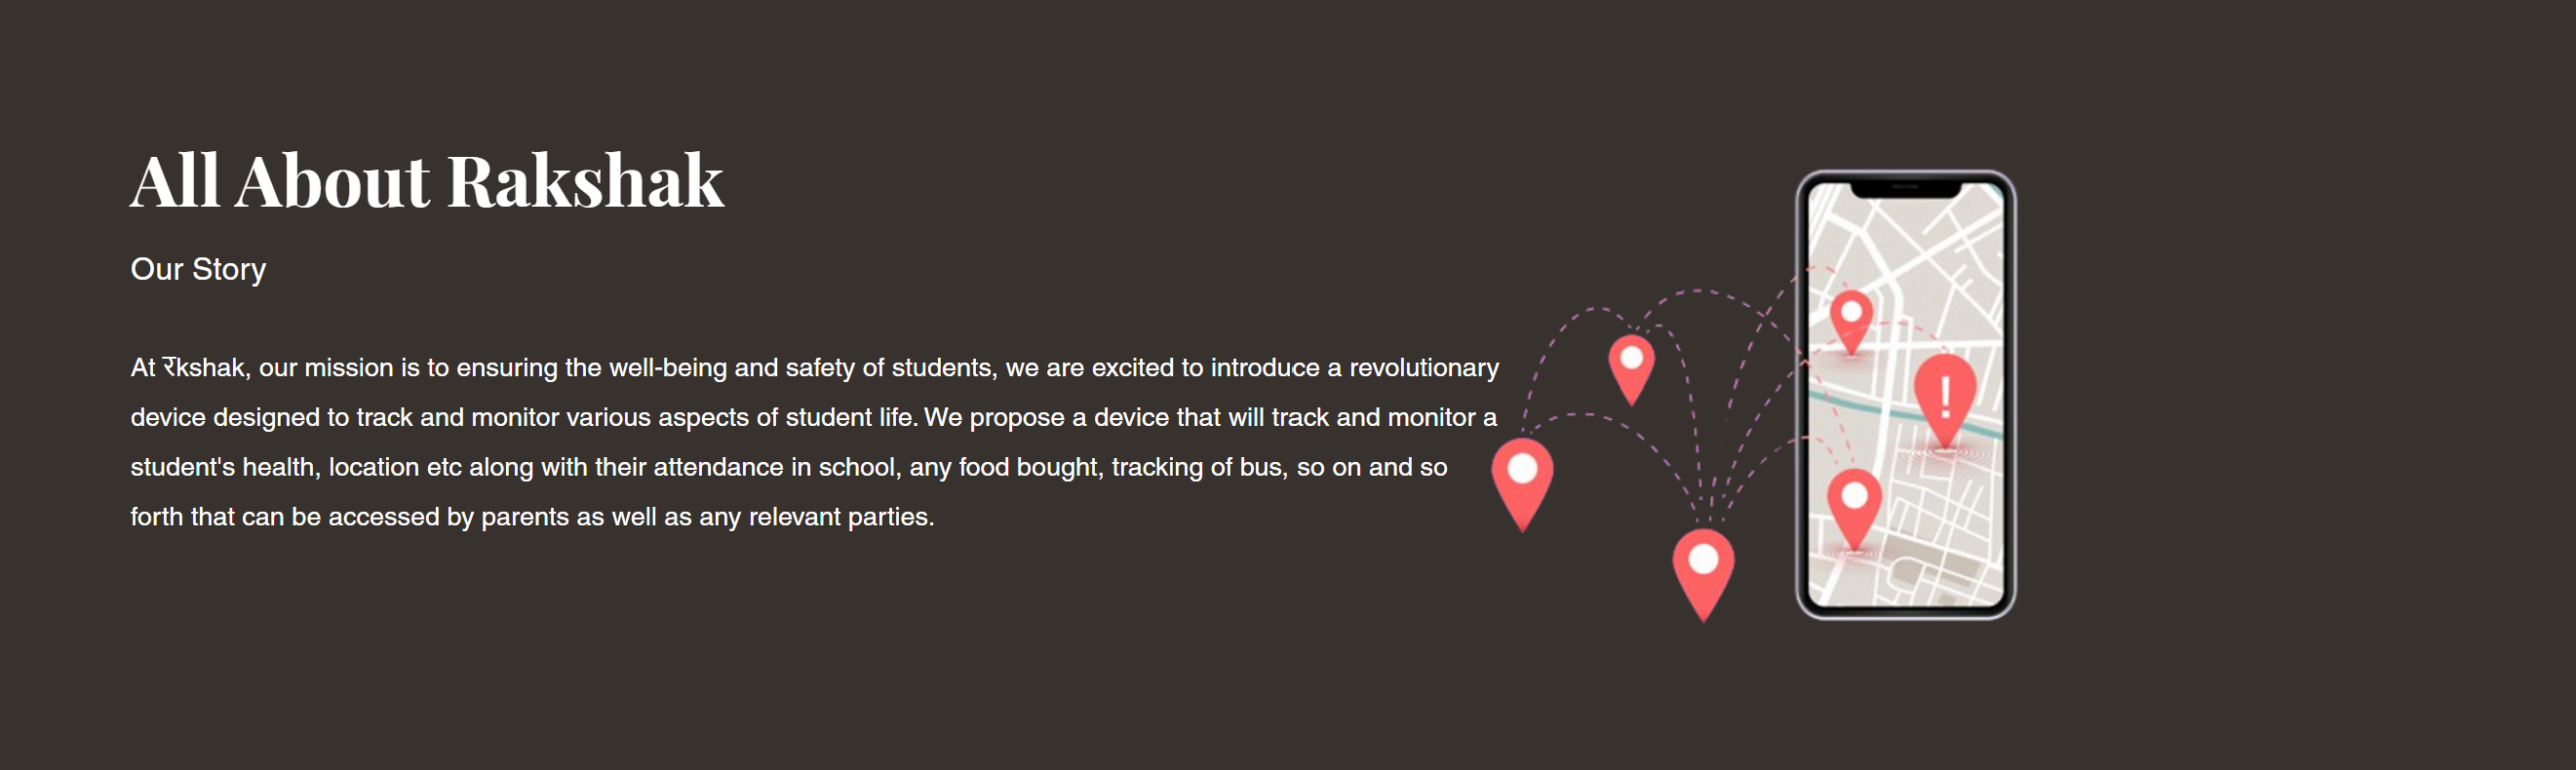 All About Rakshak
Our Story
At रkshak, our mission is to ensuring the well-being and safety of students, we are excited to introduce a revolutionary
device designed to track and monitor various aspects of student life. We propose a device that will track and monitor a
student's health, location etc along with their attendance in school, any food bought, tracking of bus, so on and so
forth that can be accessed by parents as well as any relevant parties.
!